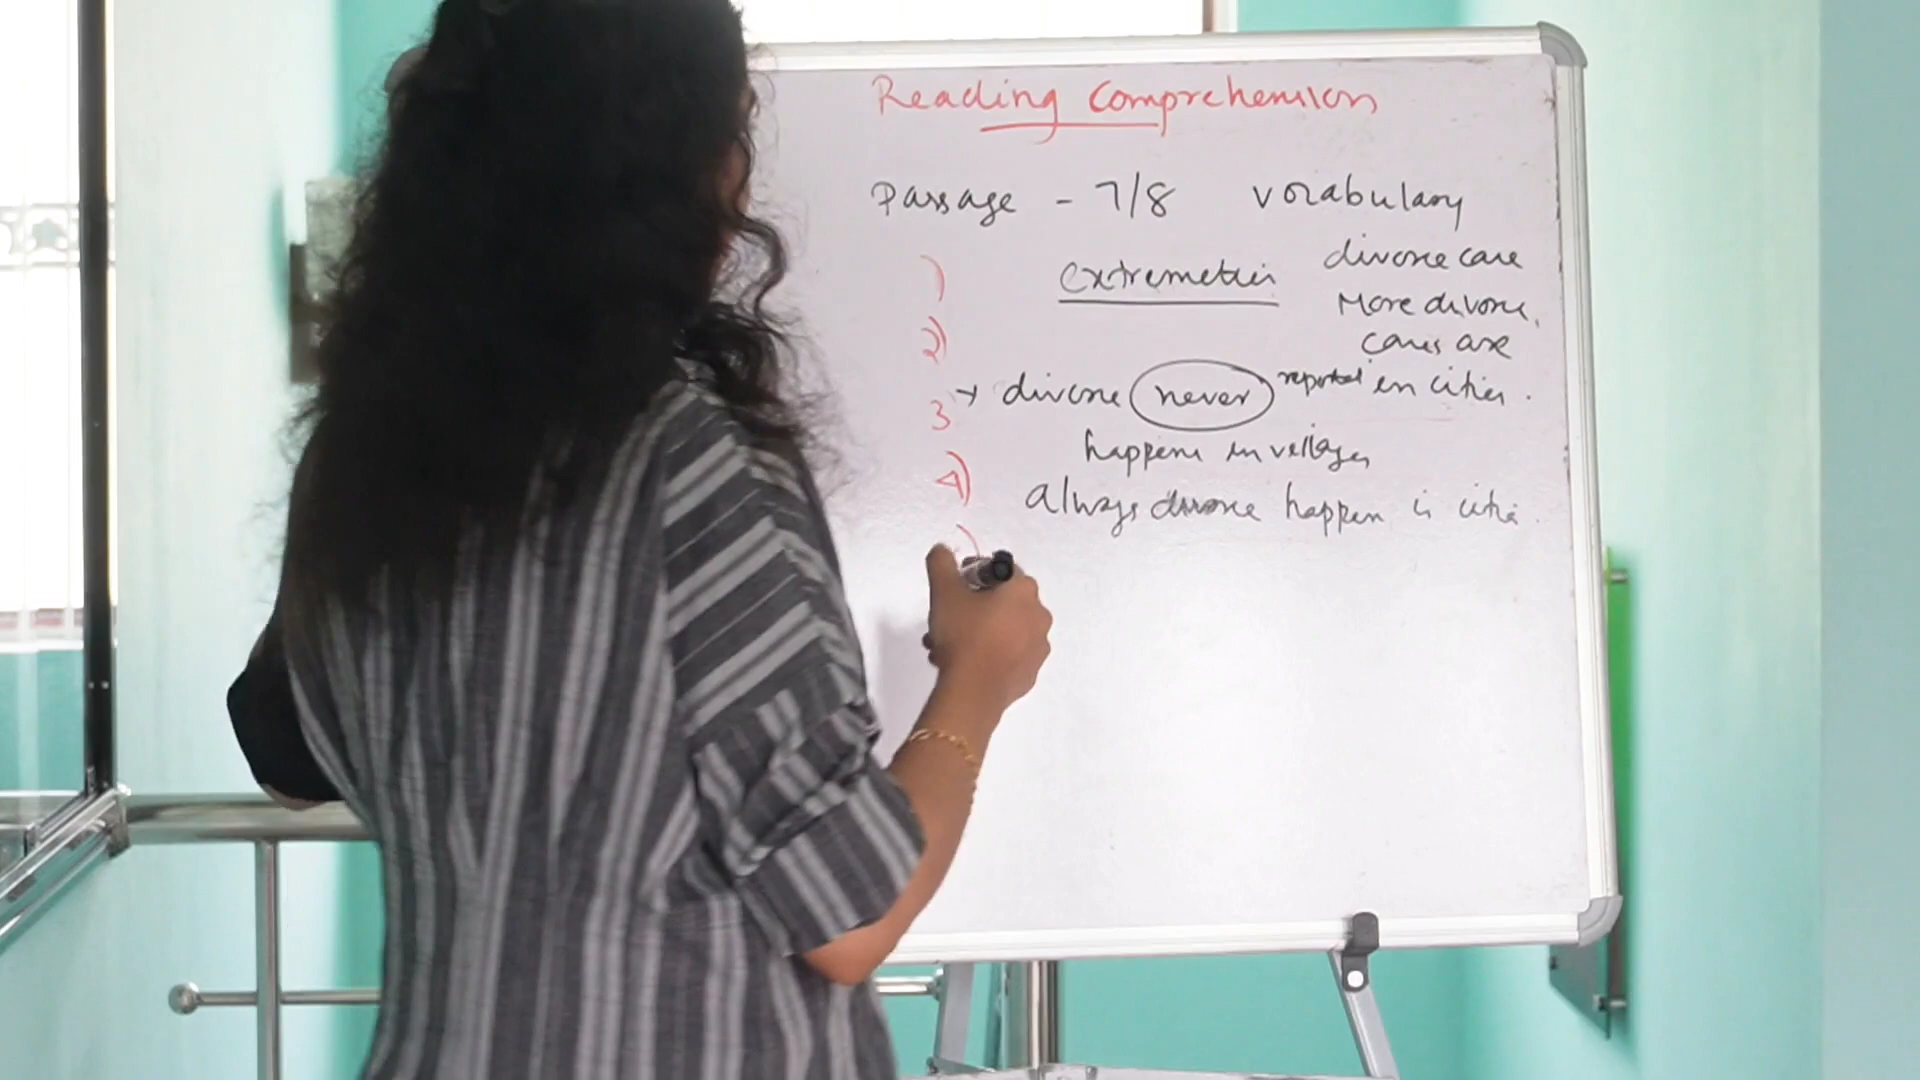 Reading Comprehension
Passage - 7/8 vocabulary
1)
extremeties
divorce case
2)
More divorce
cases are
reported in cities.
3
divorce never
happens in villages
4)
Always divorce happen in cities.
)